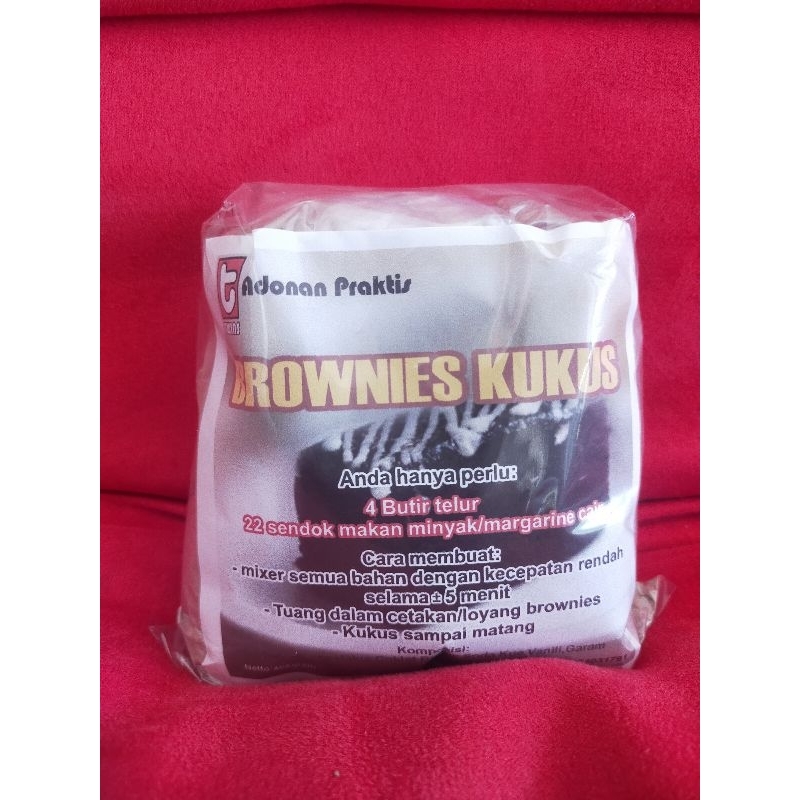 t
Adonan Praktis
BROWNIES KUKUS
Anda hanya perlu:
4 Butir telur
22 sendok makan minyak/margarine cair
Cara membuat:
- mixer semua bahan dengan kecepatan rendah
selama ± 5 menit
- Tuang dalam cetakan/loyang brownies
- Kukus sampai matang
Komposisi:
Kue Vanili, Garam
Netto